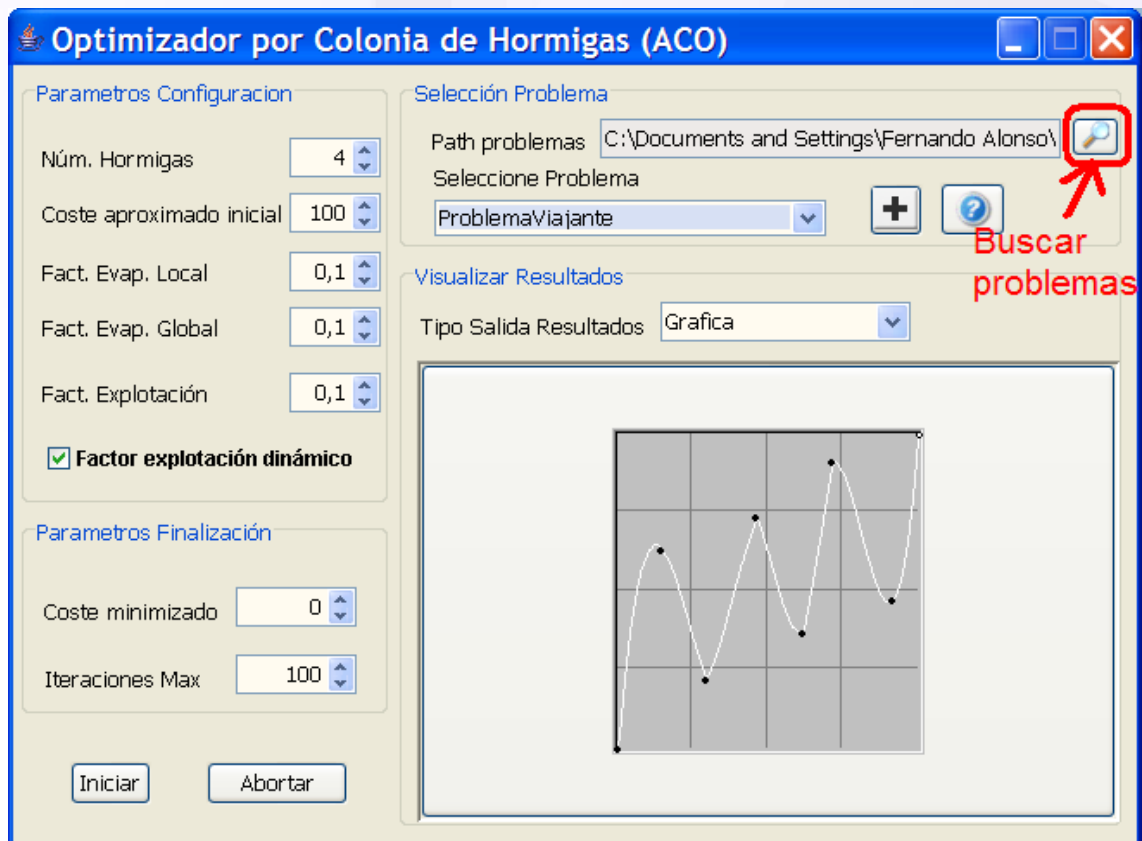 Optimizador por Colonia de Hormigas (ACO)
Parametros Configuracion
Núm. Hormigas 4
Coste aproximado inicial 100
Fact. Evap. Local 0,1
Fact. Evap. Global 0,1
Fact. Explotación 0,1
Factor explotación dinámico
Parametros Finalización
Coste minimizado 0
Iteraciones Max 100
Iniciar Abortar
Selección Problema
Path problemas C:\Documents and Settings\Fernando Alonso\
Seleccione Problema
ProblemaViajante
+ ?
Buscar
problemas
Visualizar Resultados
Tipo Salida Resultados Grafica